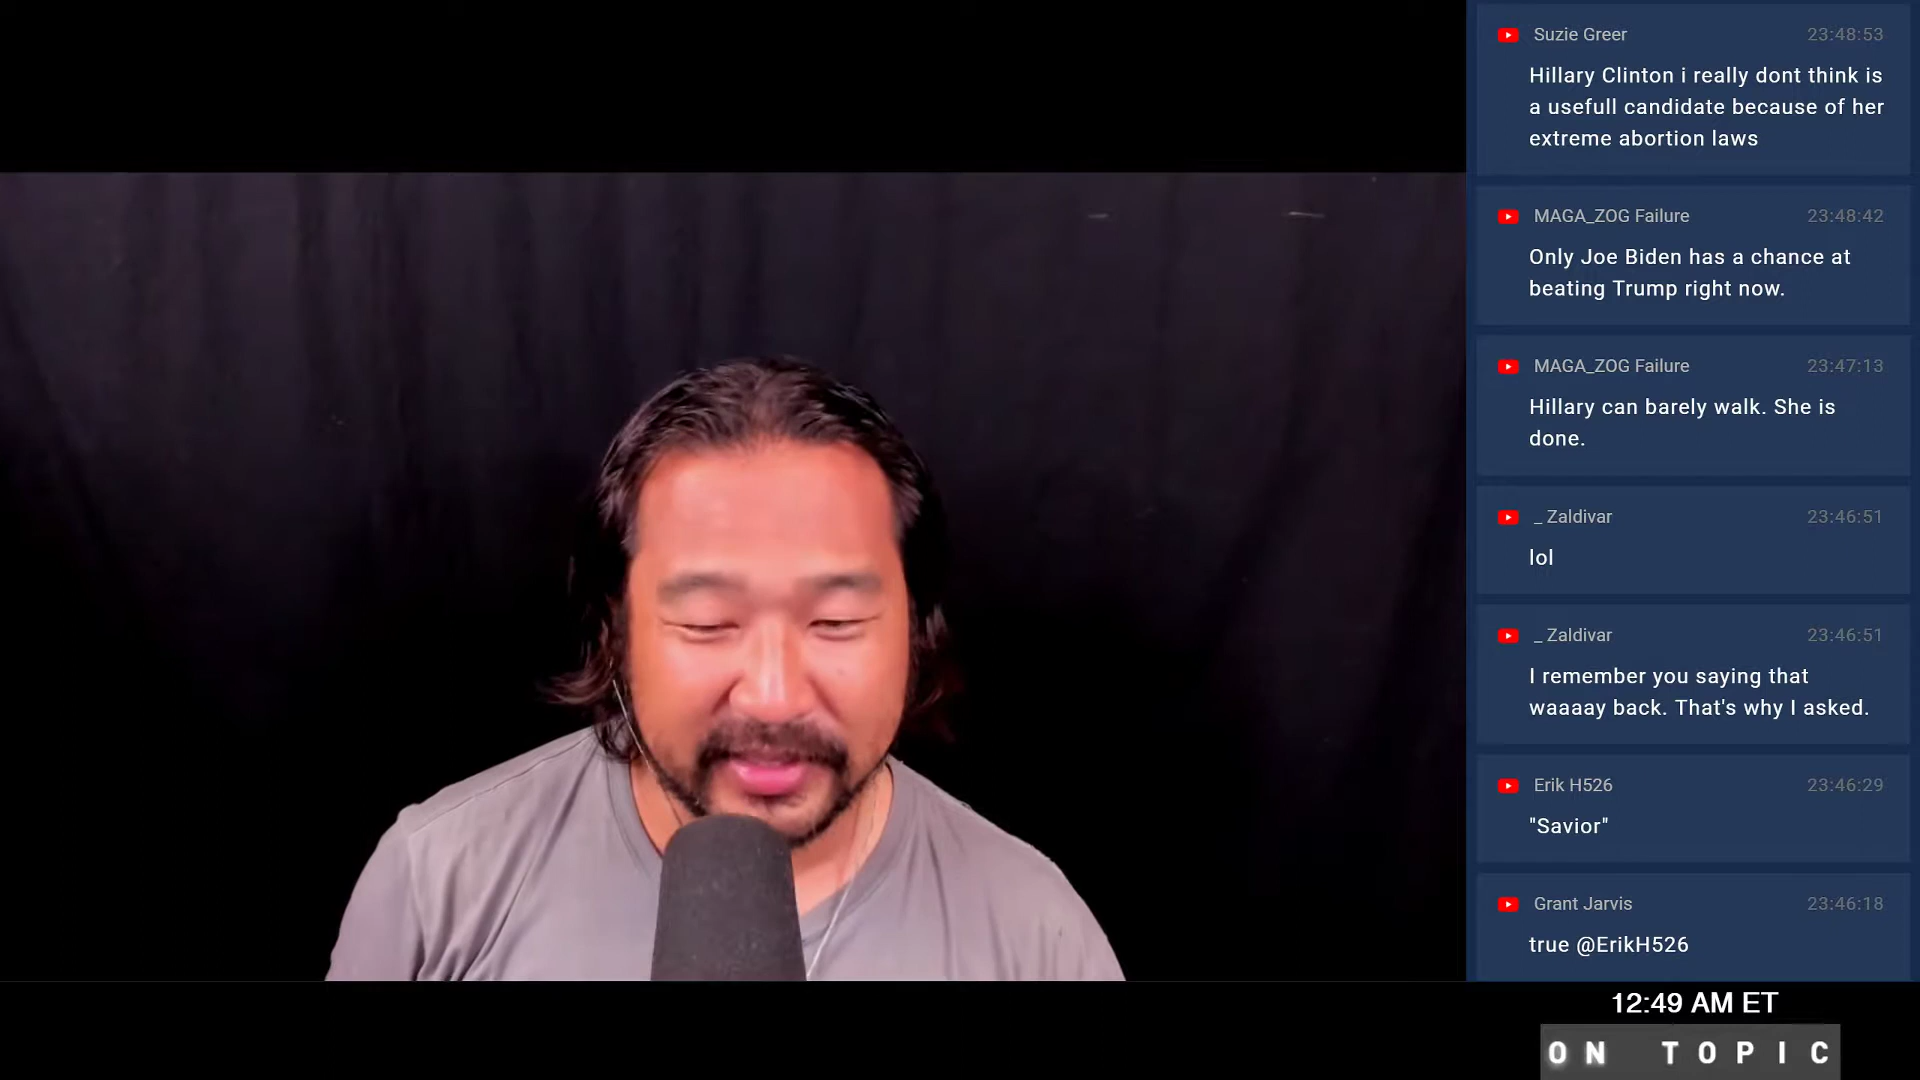 Suzie Greer 23:48:53
Hillary Clinton i really dont think is
a usefull candidate because of her
extreme abortion laws
MAGA_ZOG Failure 23:48:42
Only Joe Biden has a chance at
beating Trump right now.
MAGA_ZOG Failure 23:47:13
Hillary can barely walk. She is
done.
_ Zaldivar 23:46:51
lol
_ Zaldivar 23:46:51
I remember you saying that
waaaay back. That's why I asked.
Erik H526 23:46:29
"Savior"
Grant Jarvis 23:46:18
true @ErikH526
12:49 AM ET
ON TOPIC